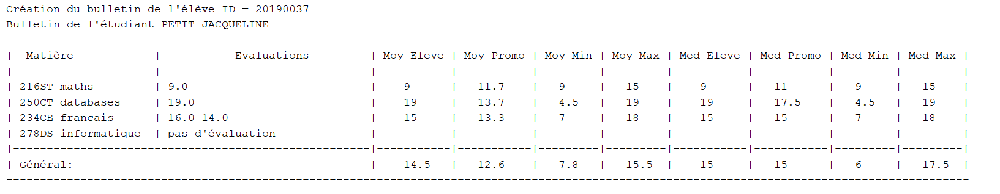 Création du bulletin de l'élève ID = 20190037
Bulletin de l'étudiant PETIT JACQUELINE
| Matière | Evaluations | Moy Eleve | Moy Promo | Moy Min | Moy Max | Med Eleve | Med Promo | Med Min | Med Max |
| 216ST maths | 9.0 | 9 | 11.7 | 9 | 15 | 9 | 11 | 9 | 15 |
| 250CT databases | 19.0 | 19 | 13.7 | 4.5 | 19 | 19 | 17.5 | 4.5 | 19 |
| 234CE francais | 16.0 14.0 | 15 | 13.3 | 7 | 18 | 15 | 15 | 7 | 18 |
| 278DS informatique | pas d'évaluation | | | | | | | | |
| Général: | 14.5 | 12.6 | 7.8 | 15.5 | 15 | 15 | 6 | 17.5 |